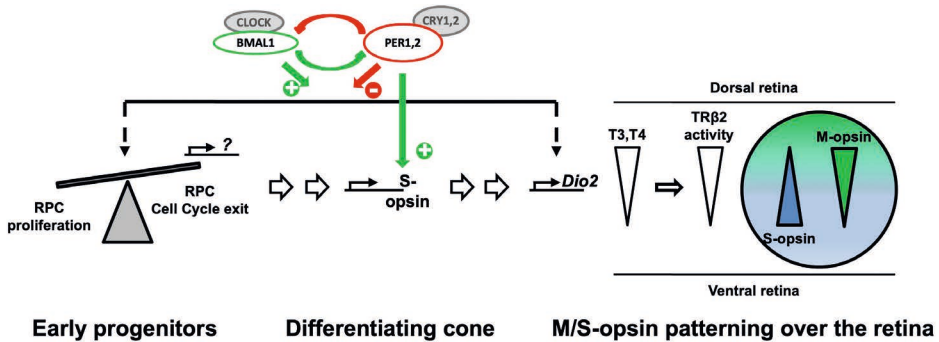 CLOCK
BMAL1
CRY1,2
PER1,2
+
−
+
?
RPC
proliferation
RPC
Cell Cycle exit
S-
opsin
Dio2
Dorsal retina
T3,T4
TRβ2
activity
M-opsin
S-opsin
Ventral retina
Early progenitors
Differentiating cone
M/S-opsin patterning over the retina